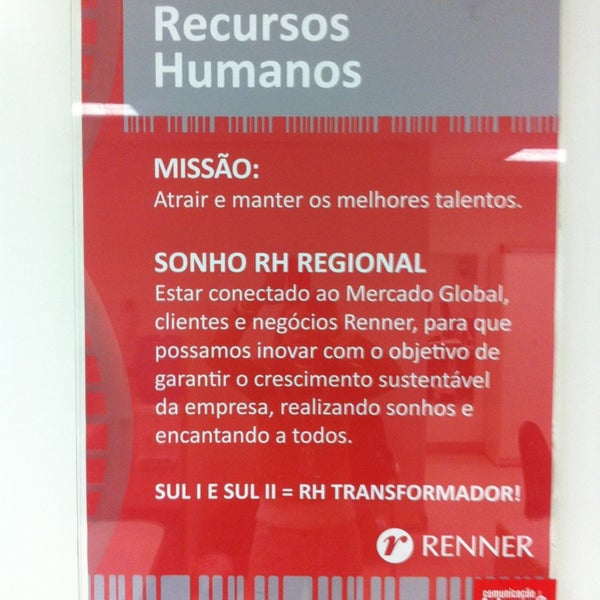 Recursos
Humanos
MISSÃO:
Atrair e manter os melhores talentos.
SONHO RH REGIONAL
Estar conectado ao Mercado Global,
clientes e negócios Renner, para que
possamos inovar com o objetivo de
garantir o crescimento sustentável
da empresa, realizando sonhos e
encantando a todos.
SUL I E SUL II = RH TRANSFORMADOR!
r RENNER
comunicação